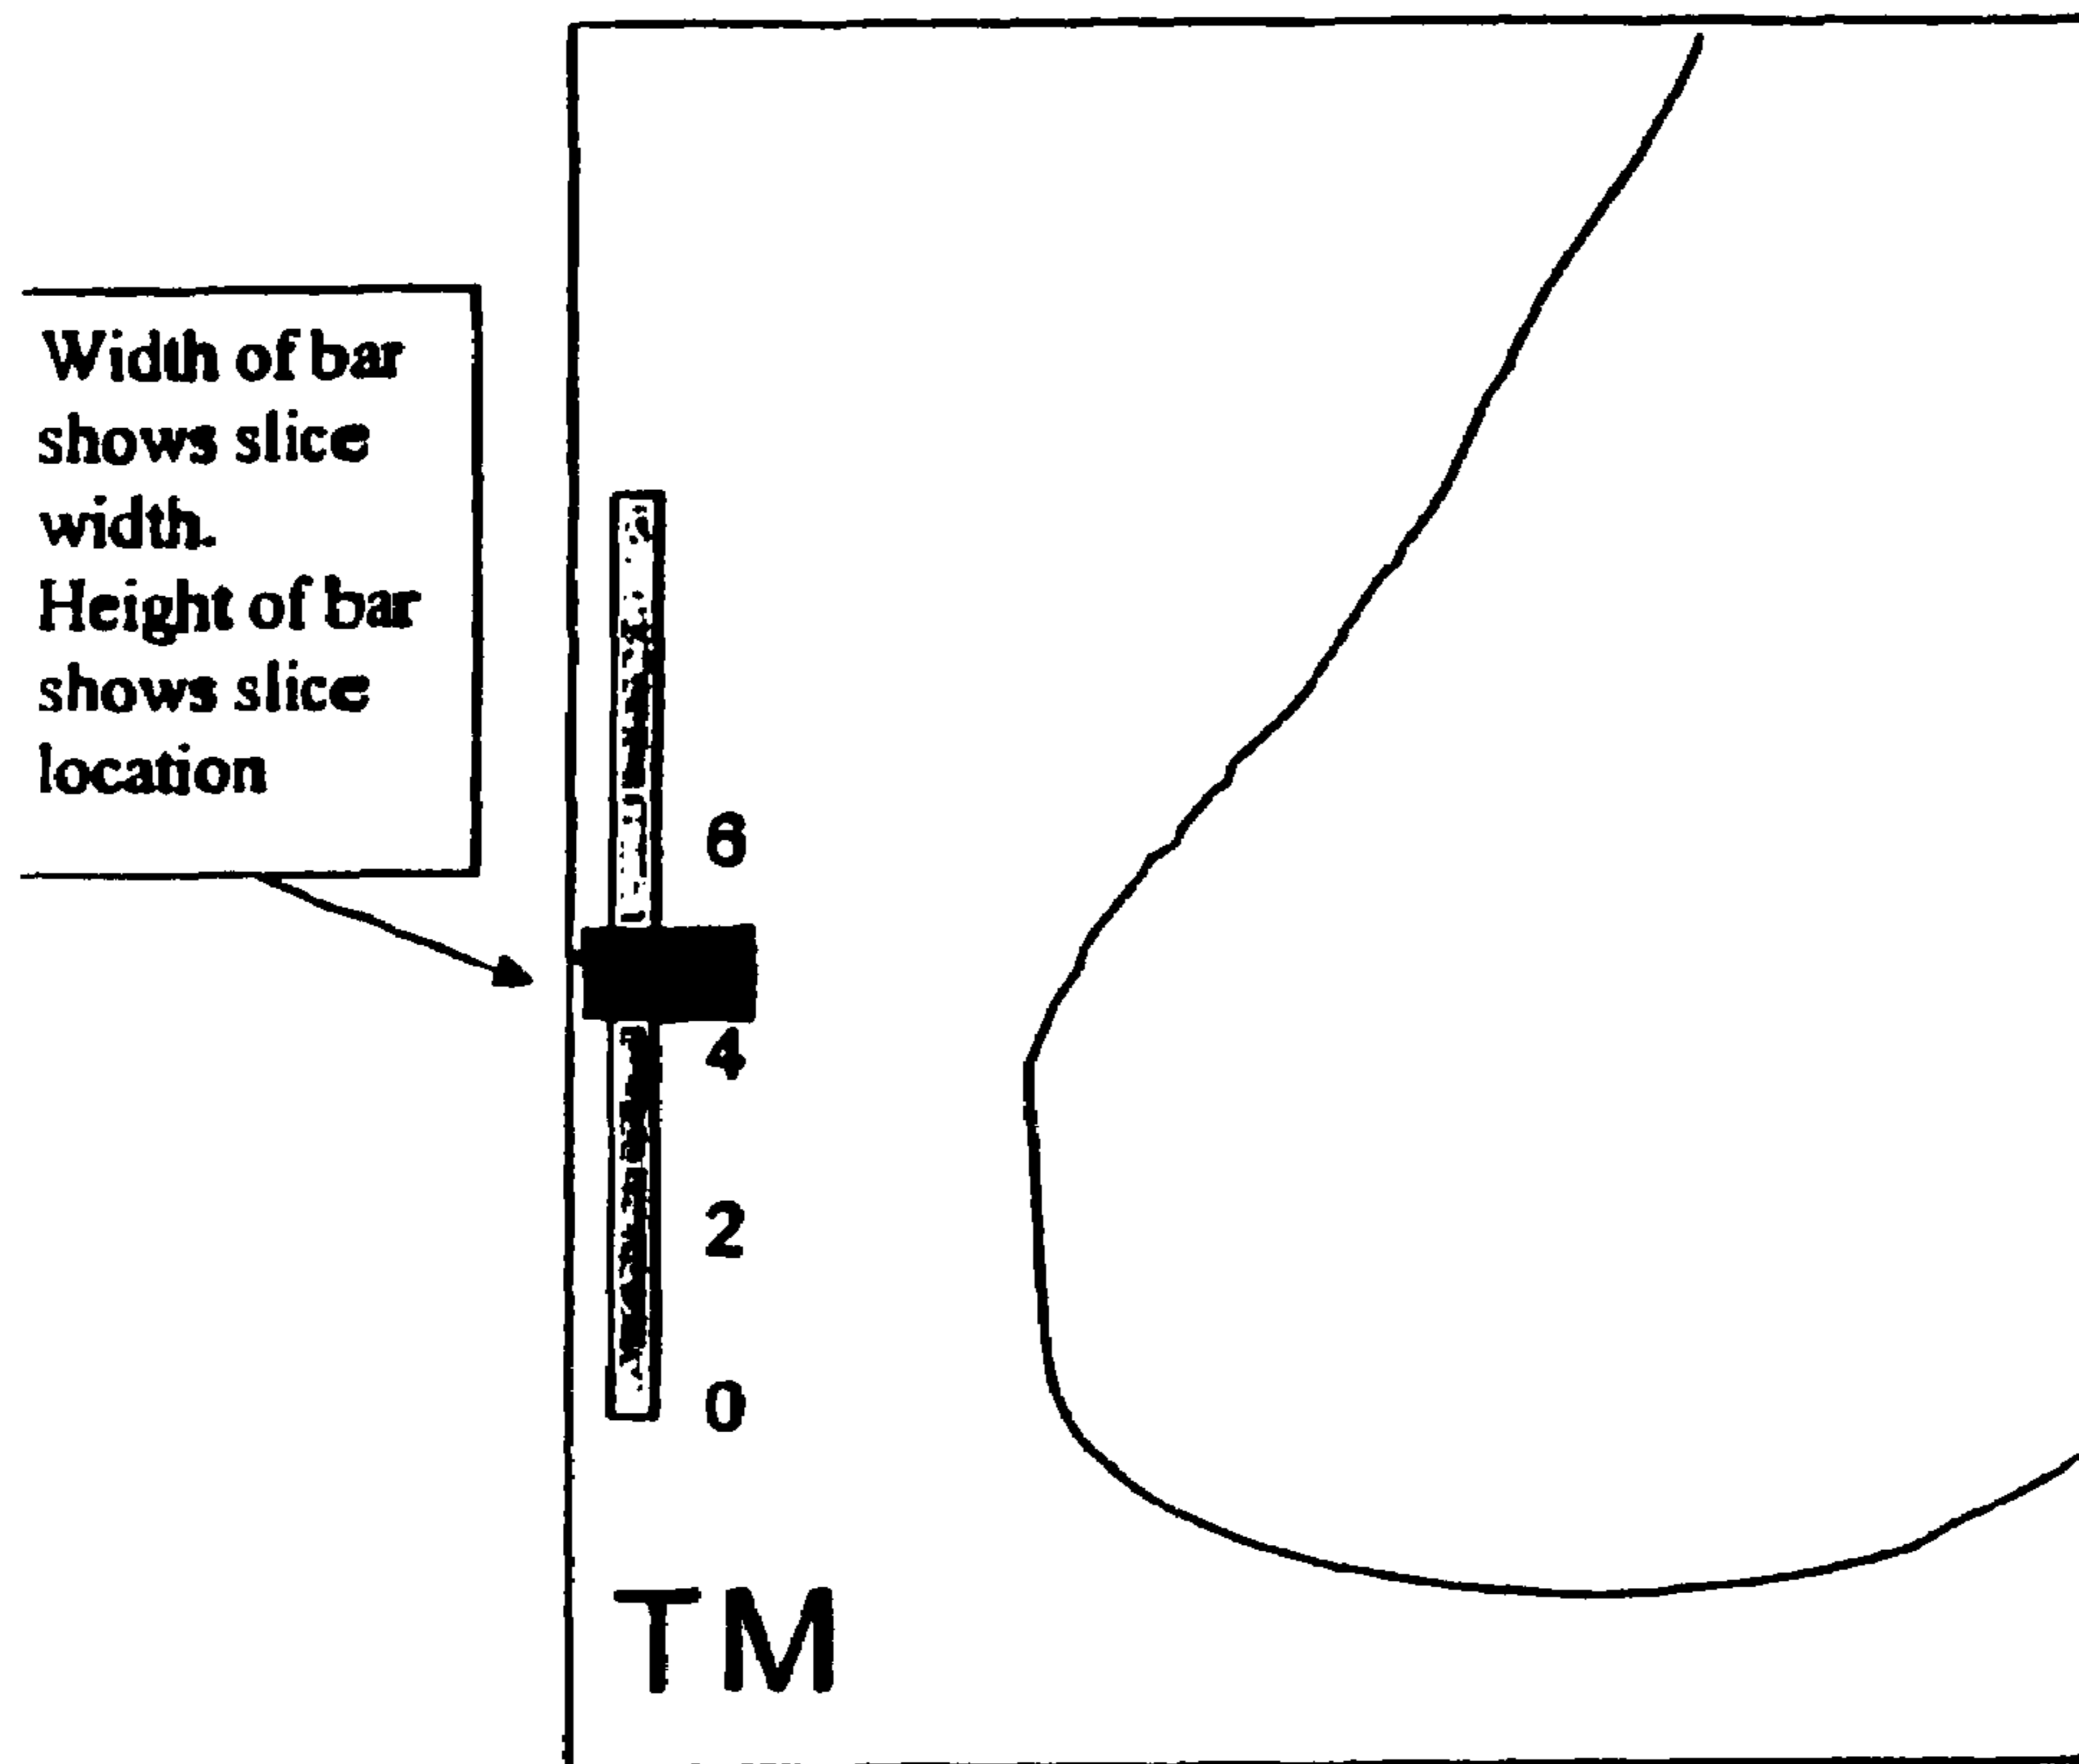 Width of bar
shows slice
width.
Height of bar
shows slice
location
6
4
2
0
TM